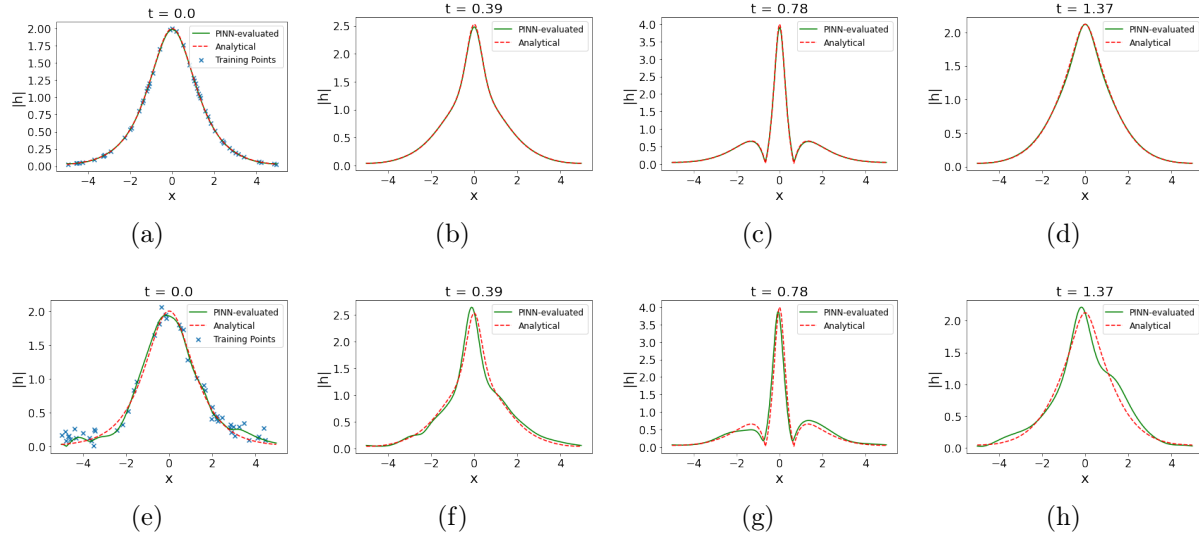 t = 0.0
|h|
2.00
1.75
1.50
1.25
1.00
0.75
0.50
0.25
0.00
PINN-evaluated
Analytical
Training Points
−4 −2 0 2 4
x
(a)
t = 0.39
|h|
2.5
2.0
1.5
1.0
0.5
0.0
PINN-evaluated
Analytical
−4 −2 0 2 4
x
(b)
t = 0.78
|h|
4.0
3.5
3.0
2.5
2.0
1.5
1.0
0.5
0.0
PINN-evaluated
Analytical
−4 −2 0 2 4
x
(c)
t = 1.37
|h|
2.0
1.5
1.0
0.5
0.0
PINN-evaluated
Analytical
−4 −2 0 2 4
x
(d)
t = 0.0
|h|
2.0
1.5
1.0
0.5
0.0
PINN-evaluated
Analytical
Training Points
−4 −2 0 2 4
x
(e)
t = 0.39
|h|
2.5
2.0
1.5
1.0
0.5
0.0
PINN-evaluated
Analytical
−4 −2 0 2 4
x
(f)
t = 0.78
|h|
4.0
3.5
3.0
2.5
2.0
1.5
1.0
0.5
0.0
PINN-evaluated
Analytical
−4 −2 0 2 4
x
(g)
t = 1.37
|h|
2.0
1.5
1.0
0.5
0.0
PINN-evaluated
Analytical
−4 −2 0 2 4
x
(h)